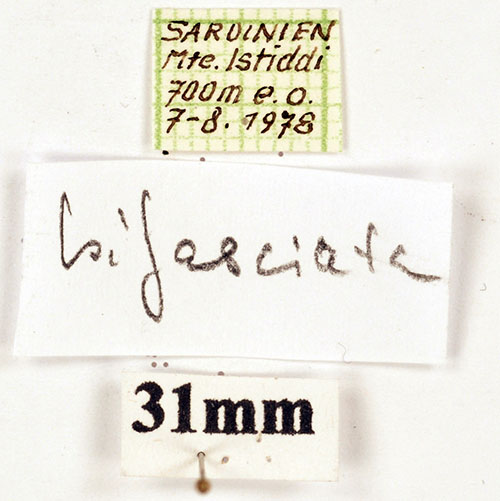 SARDINIEN
Mte. Istiddi
700m e.o.
7-8. 1978
bifasciata
31mm